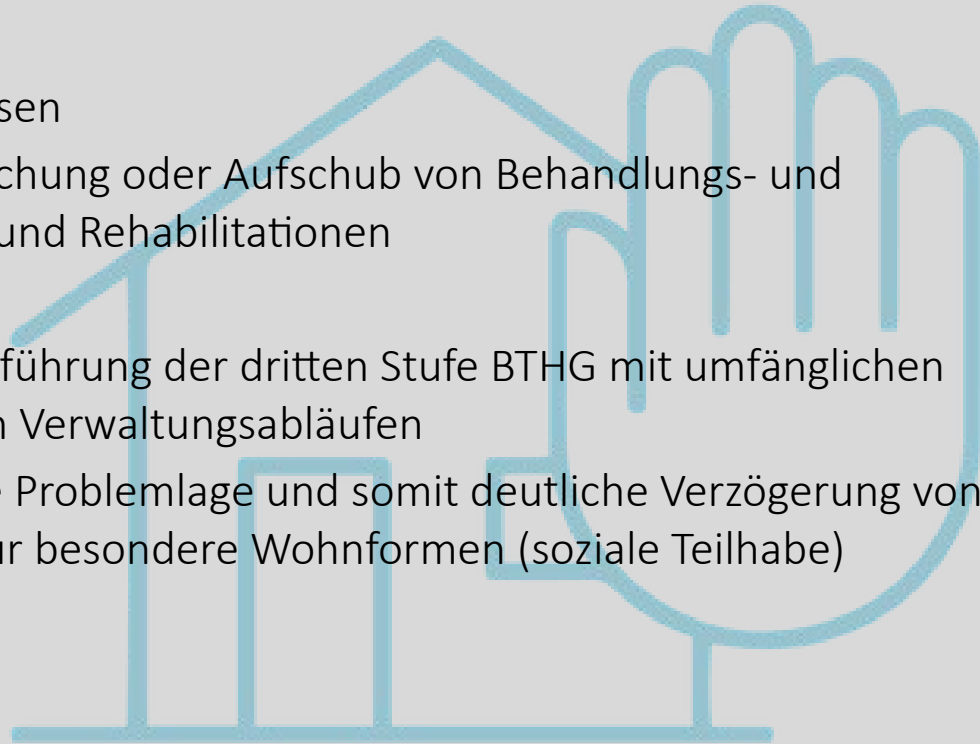 sen
chung oder Aufschub von Behandlungs- und
und Rehabilitationen
führung der dritten Stufe BTHG mit umfänglichen
n Verwaltungsabläufen
e Problemlage und somit deutliche Verzögerung von
ur besondere Wohnformen (soziale Teilhabe)